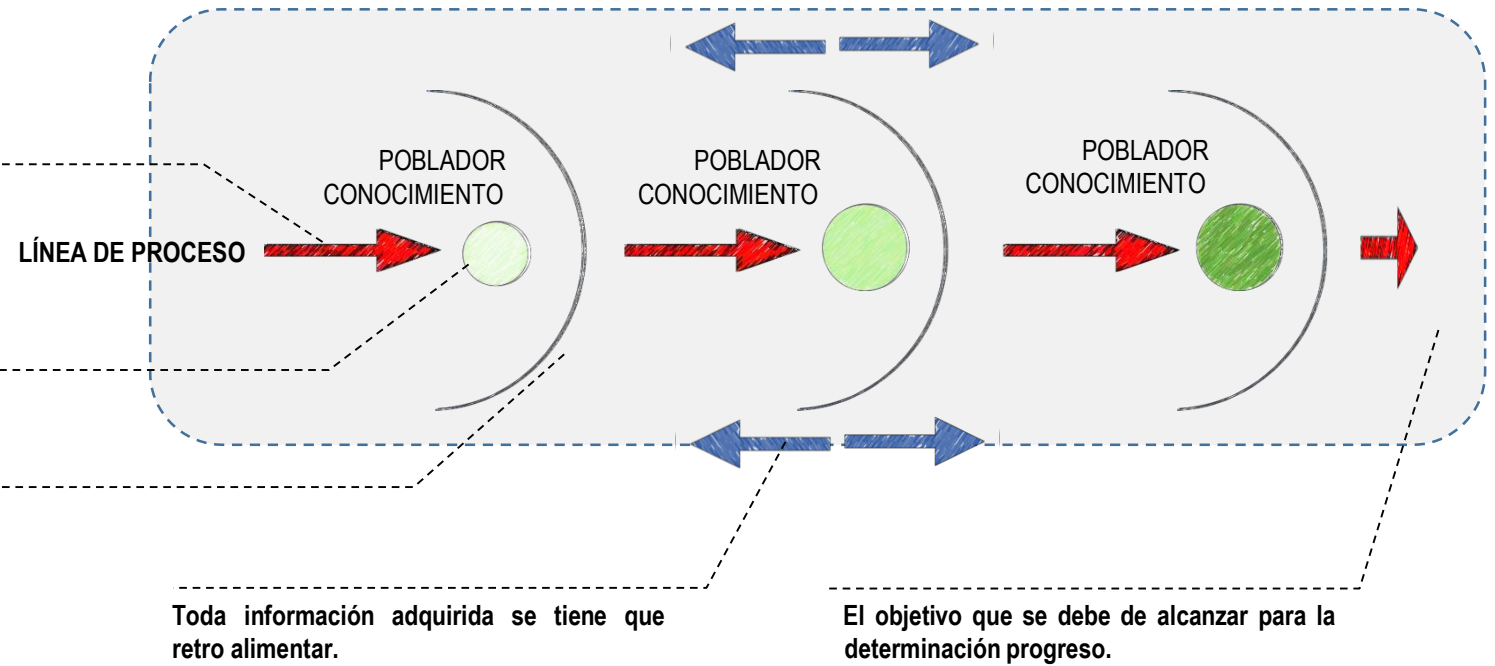 POBLADOR
CONOCIMIENTO
POBLADOR
CONOCIMIENTO
POBLADOR
CONOCIMIENTO
LÍNEA DE PROCESO
Toda información adquirida se tiene que
retro alimentar.
El objetivo que se debe de alcanzar para la
determinación progreso.